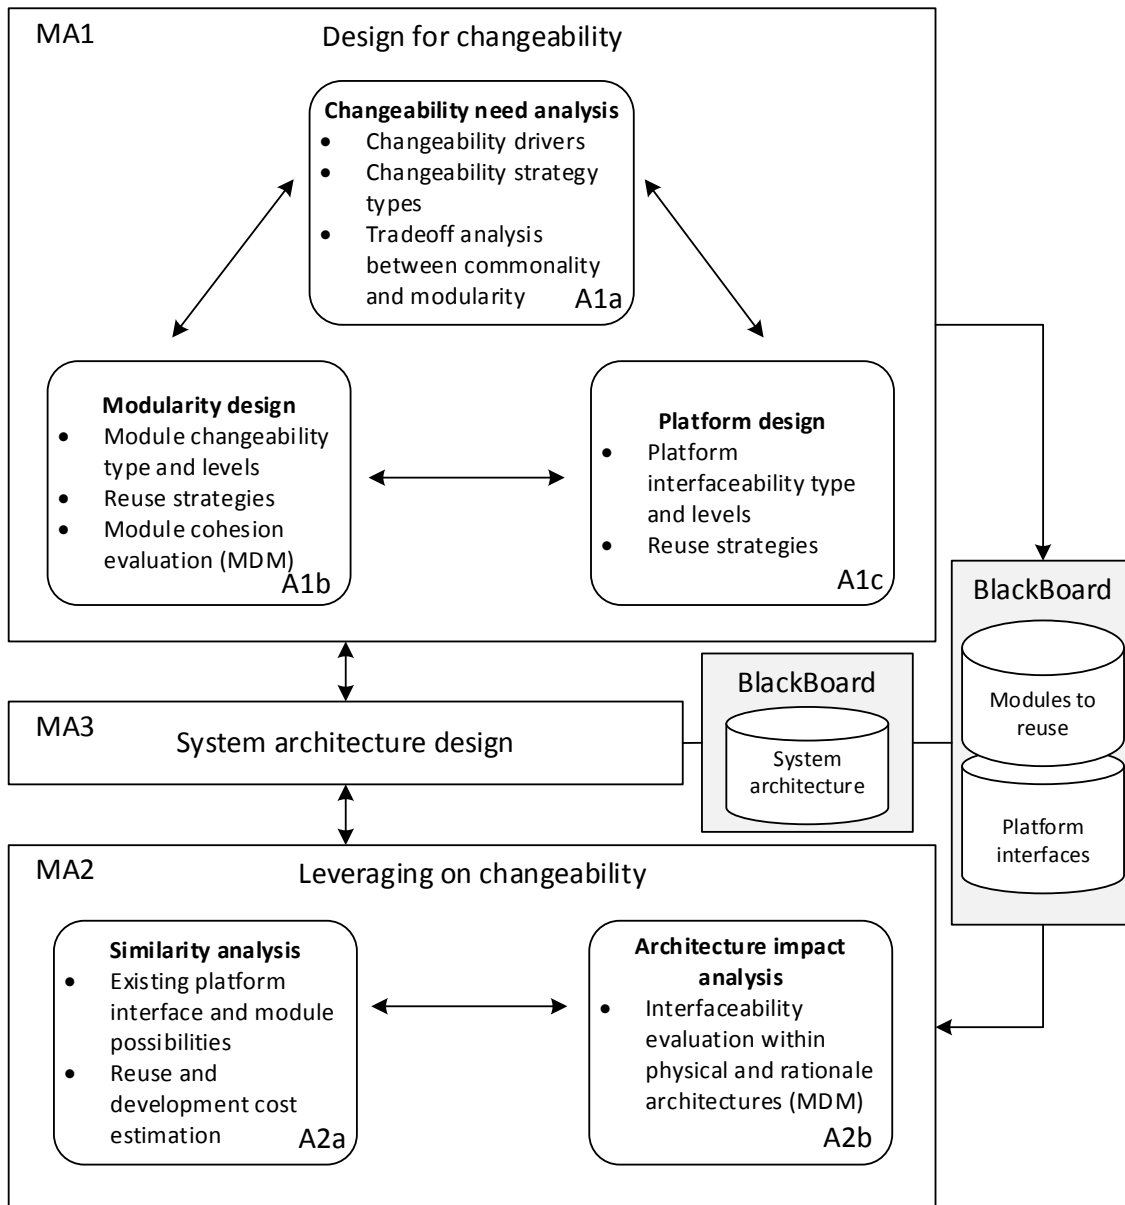 MA1
Design for changeability
Changeability need analysis
• Changeability drivers
• Changeability strategy
types
• Tradeoff analysis
between commonality
and modularity
A1a
Modularity design
• Module changeability
type and levels
• Reuse strategies
• Module cohesion
evaluation (MDM)
A1b
Platform design
• Platform
interfaceability type
and levels
• Reuse strategies
A1c
BlackBoard
Modules to
reuse
Platform
interfaces
BlackBoard
System
architecture
MA3
System architecture design
MA2
Leveraging on changeability
Similarity analysis
• Existing platform
interface and module
possibilities
• Reuse and
development cost
estimation
A2a
Architecture impact
analysis
• Interfaceability
evaluation within
physical and rationale
architectures (MDM)
A2b